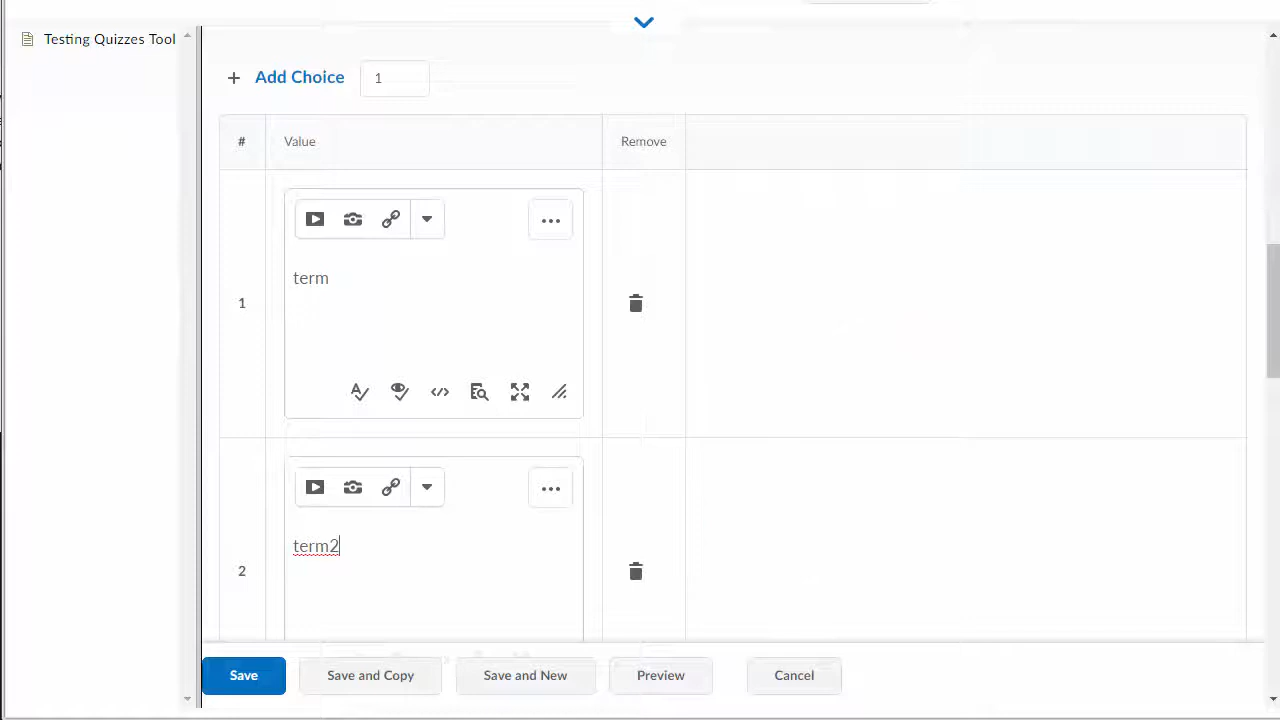 Testing Quizzes Tool
+ Add Choice 1
# Value Remove
term
1
term2
2
Save Save and Copy Save and New Preview Cancel